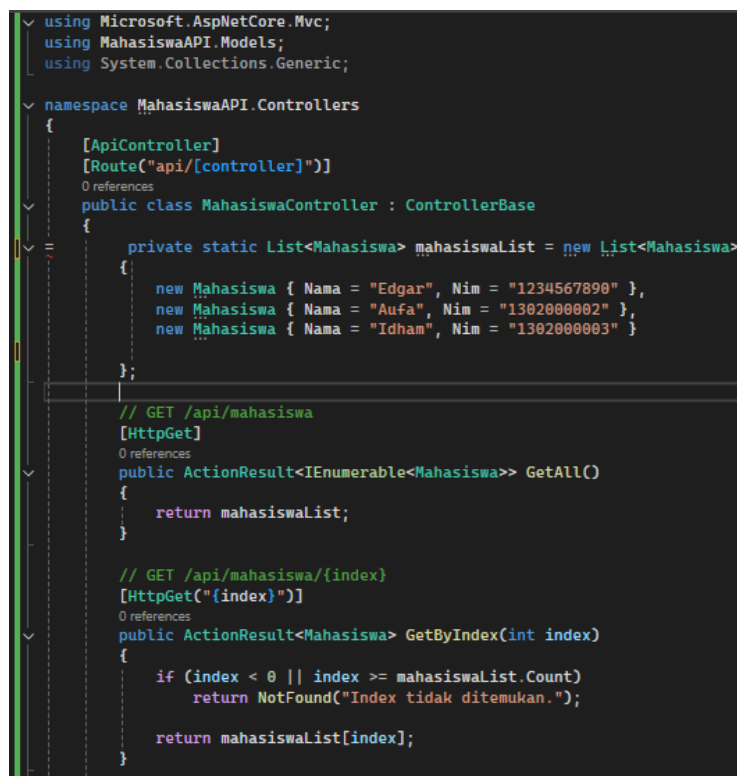 using Microsoft.AspNetCore.Mvc;
using MahasiswaAPI.Models;
using System.Collections.Generic;
namespace MahasiswaAPI.Controllers
{
[ApiController]
[Route("api/[controller]")]
0 references
public class MahasiswaController : ControllerBase
{
= private static List<Mahasiswa> mahasiswaList = new List<Mahasiswa>
{
new Mahasiswa { Nama = "Edgar", Nim = "1234567890" },
new Mahasiswa { Nama = "Aufa", Nim = "1302000002" },
new Mahasiswa { Nama = "Idham", Nim = "1302000003" }
};
// GET /api/mahasiswa
[HttpGet]
0 references
public ActionResult<IEnumerable<Mahasiswa>> GetAll()
{
return mahasiswaList;
}
// GET /api/mahasiswa/{index}
[HttpGet("{index}")]
0 references
public ActionResult<Mahasiswa> GetByIndex(int index)
{
if (index < 0 || index >= mahasiswaList.Count)
return NotFound("Index tidak ditemukan.");
return mahasiswaList[index];
}